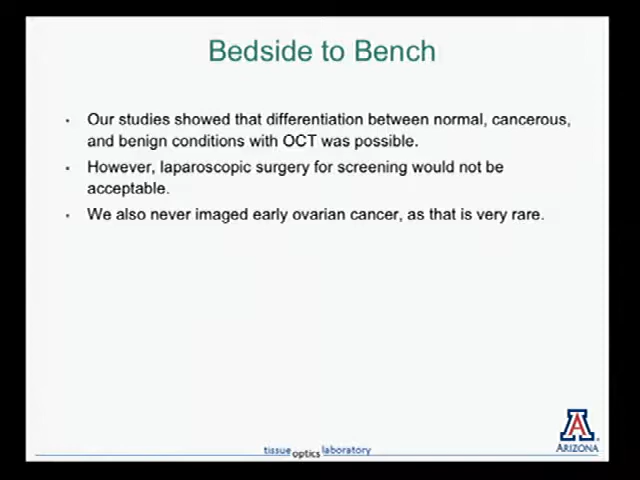 Bedside to Bench
• Our studies showed that differentiation between normal, cancerous,
and benign conditions with OCT was possible.
• However, laparoscopic surgery for screening would not be
acceptable.
• We also never imaged early ovarian cancer, as that is very rare.
A
ARIZONA
tissue optics laboratory